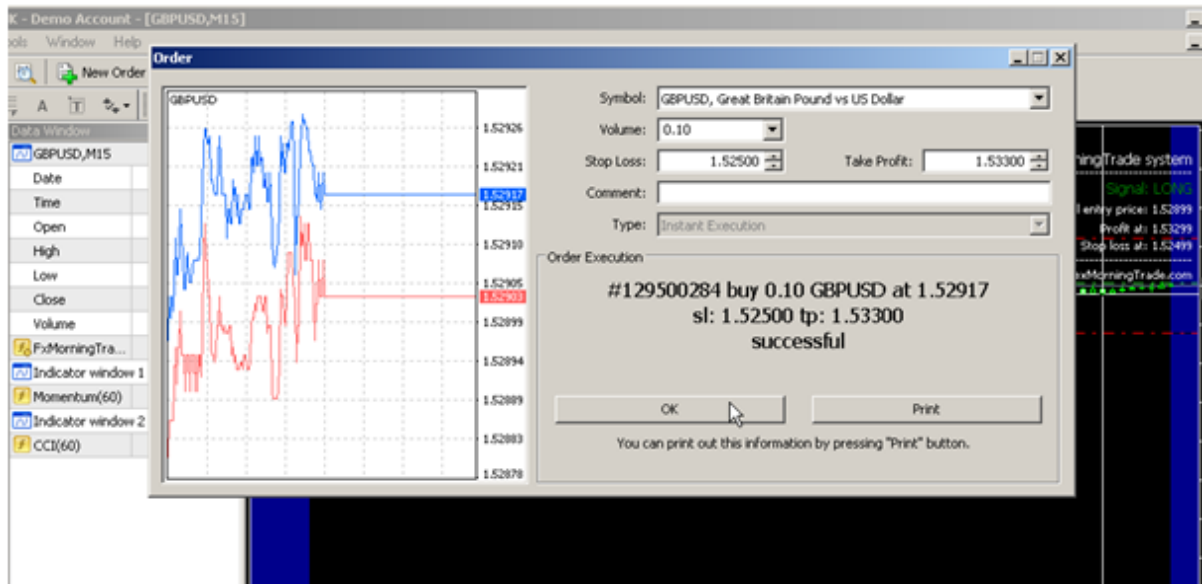 K - Demo Account - [GBPUSD,M15]
ools Window Help
New Order
A T
Data Window
GBPUSD,M15
Date
Time
Open
High
Low
Close
Volume
FxMorningTra...
Indicator window 1
Momentum(60)
Indicator window 2
CCI(60)
Order
GBPUSD
1.52926
1.52921
1.52917
1.52915
1.52910
1.52905
1.52903
1.52899
1.52894
1.52889
1.52883
1.52878
Symbol: GBPUSD, Great Britain Pound vs US Dollar
Volume: 0.10
Stop Loss: 1.52500 Take Profit: 1.53300
Comment:
Type: Instant Execution
Order Execution
#129500284 buy 0.10 GBPUSD at 1.52917
sl: 1.52500 tp: 1.53300
successful
OK Print
You can print out this information by pressing "Print" button.
ningTrade system
Signal: LONG
l entry price: 1.52899
Profit at: 1.53299
Stop loss at: 1.52499
exMorningTrade.com